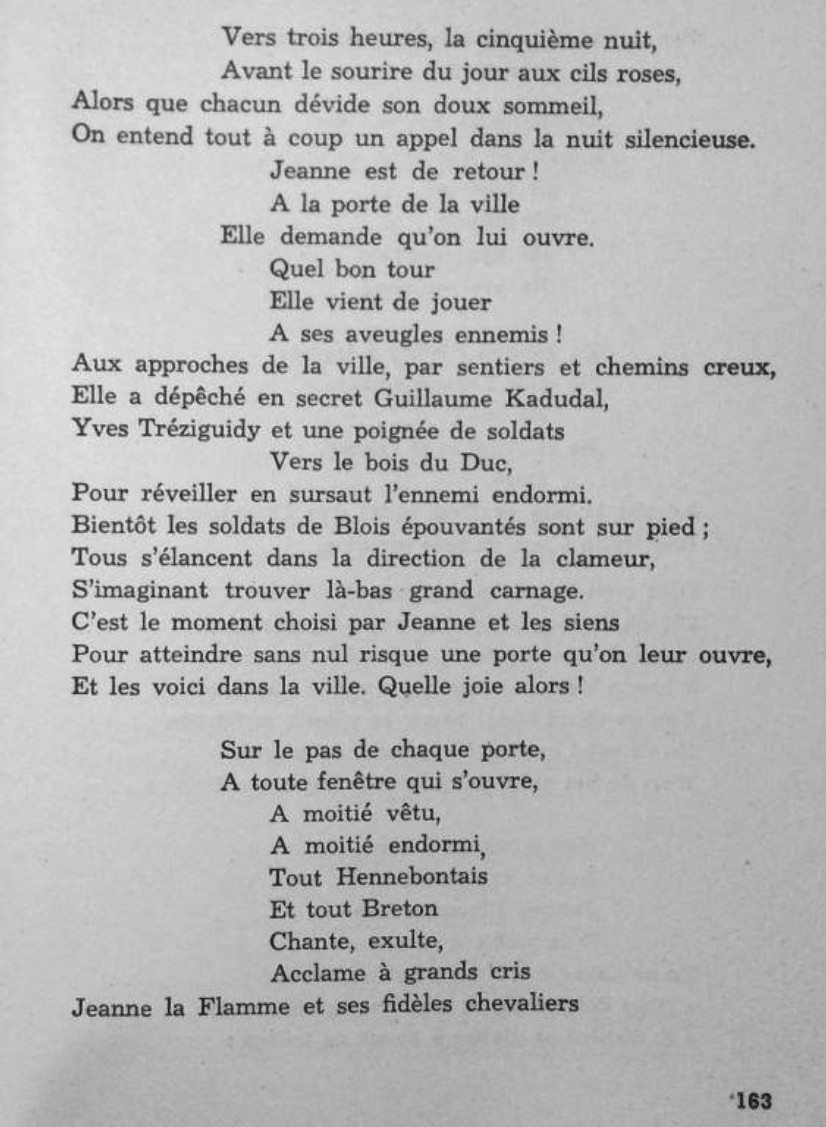 Vers trois heures, la cinquième nuit,
Avant le sourire du jour aux cils roses,
Alors que chacun dévide son doux sommeil,
On entend tout à coup un appel dans la nuit silencieuse.
Jeanne est de retour !
A la porte de la ville
Elle demande qu'on lui ouvre.
Quel bon tour
Elle vient de jouer
A ses aveugles ennemis !
Aux approches de la ville, par sentiers et chemins creux,
Elle a dépêché en secret Guillaume Kadudal,
Yves Tréziguidy et une poignée de soldats
Vers le bois du Duc,
Pour réveiller en sursaut l'ennemi endormi.
Bientôt les soldats de Blois épouvantés sont sur pied ;
Tous s'élancent dans la direction de la clameur,
S'imaginant trouver là-bas grand carnage.
C'est le moment choisi par Jeanne et les siens
Pour atteindre sans nul risque une porte qu'on leur ouvre,
Et les voici dans la ville. Quelle joie alors !
Sur le pas de chaque porte,
A toute fenêtre qui s'ouvre,
A moitié vêtu,
A moitié endormi,
Tout Hennebontais
Et tout Breton
Chante, exulte,
Acclame à grands cris
Jeanne la Flamme et ses fidèles chevaliers
163